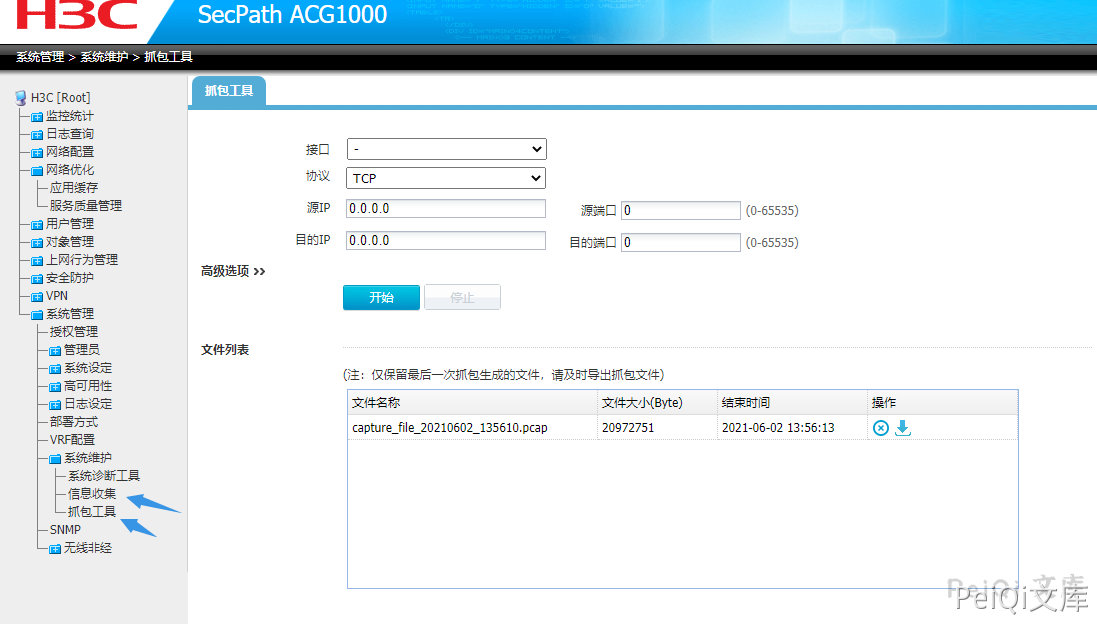 H3C
SecPath ACG1000
系统管理 > 系统维护 > 抓包工具
H3C [Root]
监控统计
日志查询
网络配置
网络优化
应用缓存
服务质量管理
用户管理
对象管理
上网行为管理
安全防护
VPN
系统管理
授权管理
管理员
系统设定
高可用性
日志设定
部署方式
VRF配置
系统维护
系统诊断工具
信息收集
抓包工具
SNMP
无线非经
抓包工具
接口 -
协议 TCP
源IP 0.0.0.0 源端口 0 (0-65535)
目的IP 0.0.0.0 目的端口 0 (0-65535)
高级选项 >>
开始 停止
文件列表
(注：仅保留最后一次抓包生成的文件，请及时导出抓包文件)
文件名称 文件大小(Byte) 结束时间 操作
capture_file_20210602_135610.pcap 20972751 2021-06-02 13:56:13
PeiQi文库
PeiQi文库